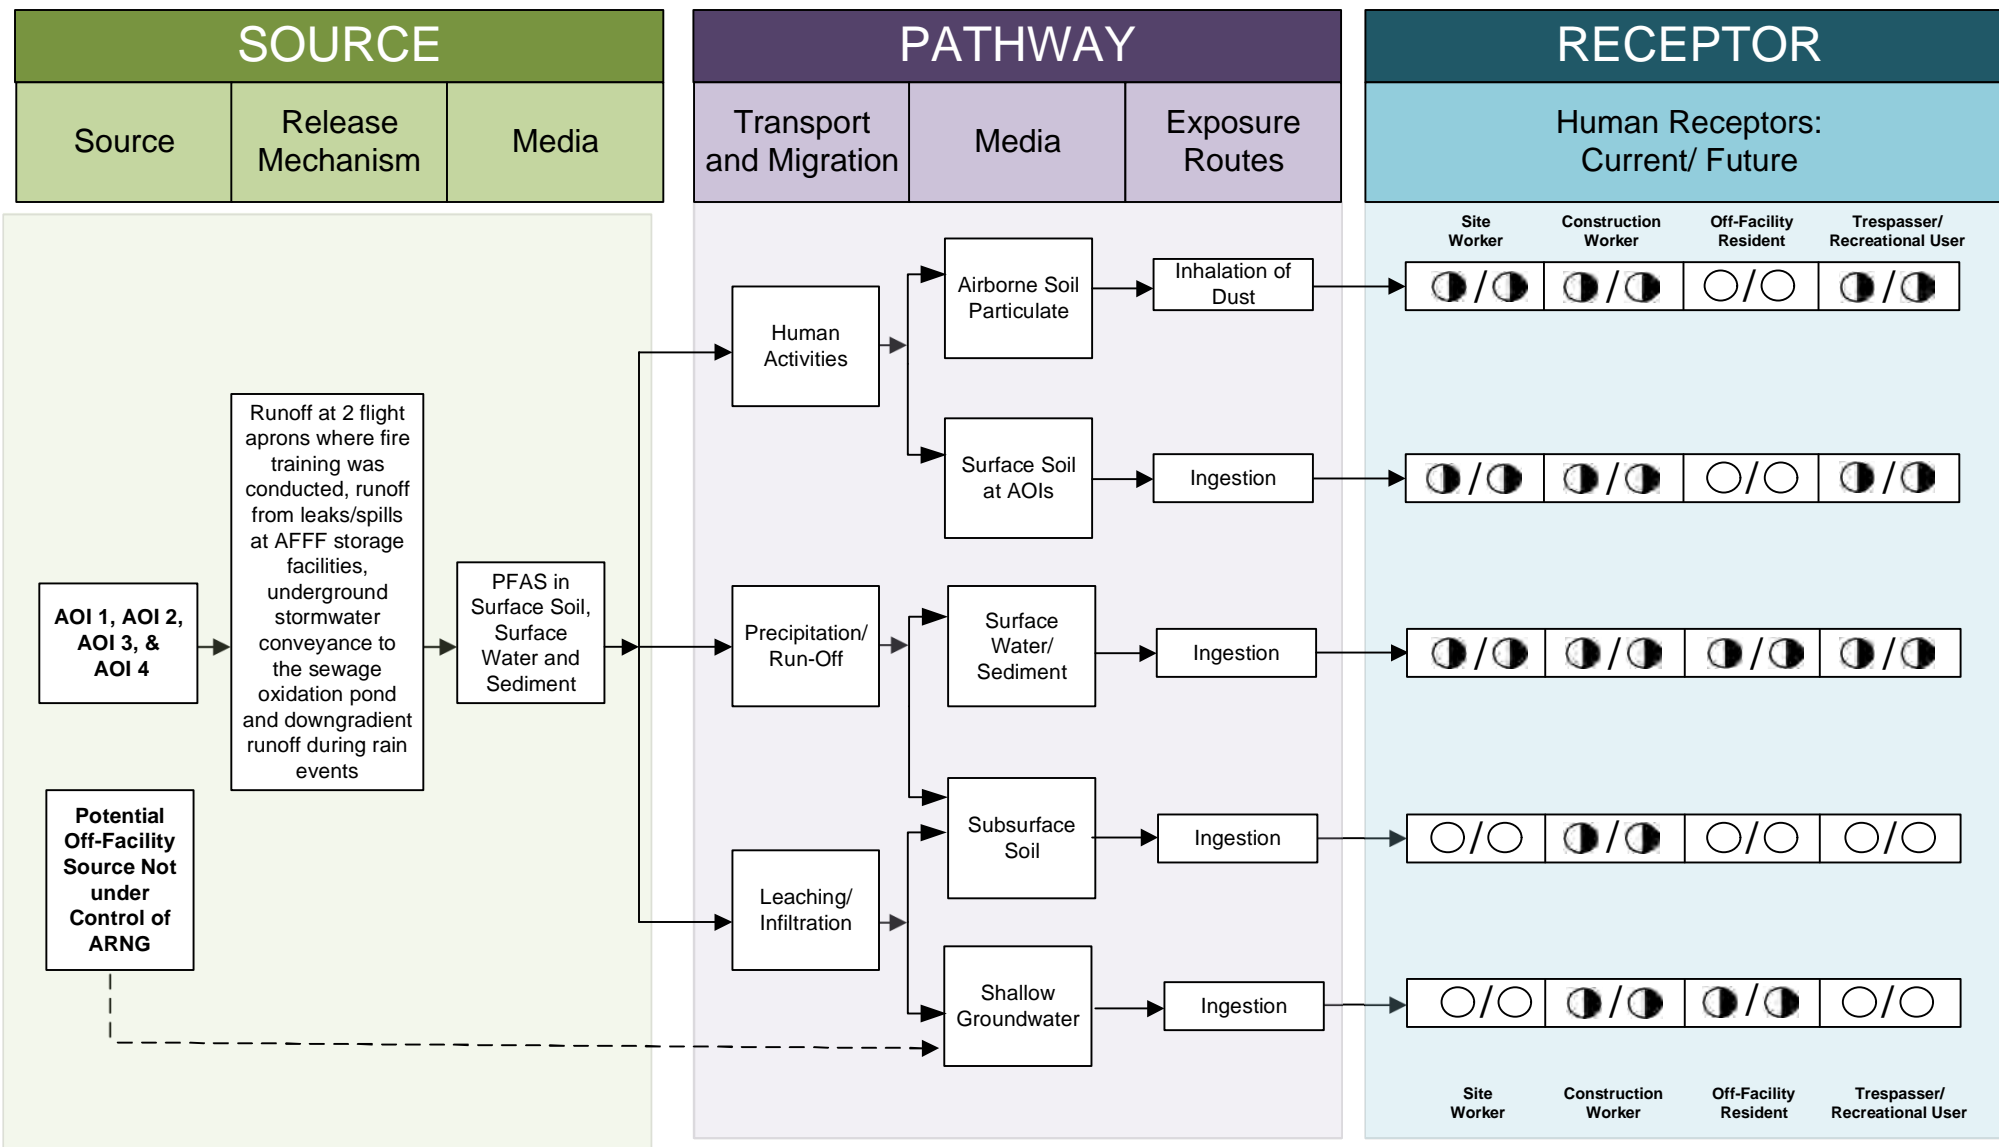 SOURCE
PATHWAY
RECEPTOR
Source
Release
Mechanism
Media
Transport
and Migration
Media
Exposure
Routes
Human Receptors:
Current/ Future
Site
Worker
Construction
Worker
Off-Facility
Resident
Trespasser/
Recreational User
AOI 1, AOI 2,
AOI 3, &
AOI 4
Potential
Off-Facility
Source Not
under
Control of
ARNG
Runoff at 2 flight
aprons where fire
training was
conducted, runoff
from leaks/spills
at AFFF storage
facilities,
underground
stormwater
conveyance to
the sewage
oxidation pond
and downgradient
runoff during rain
events
PFAS in
Surface Soil,
Surface
Water and
Sediment
Human
Activities
Precipitation/
Run-Off
Leaching/
Infiltration
Airborne Soil
Particulate
Surface Soil
at AOIs
Surface
Water/
Sediment
Subsurface
Soil
Shallow
Groundwater
Inhalation of
Dust
Ingestion
Ingestion
Ingestion
Ingestion
/ / / /
/ / / /
/ / / /
/ / / /
/ / / /
Site
Worker
Construction
Worker
Off-Facility
Resident
Trespasser/
Recreational User